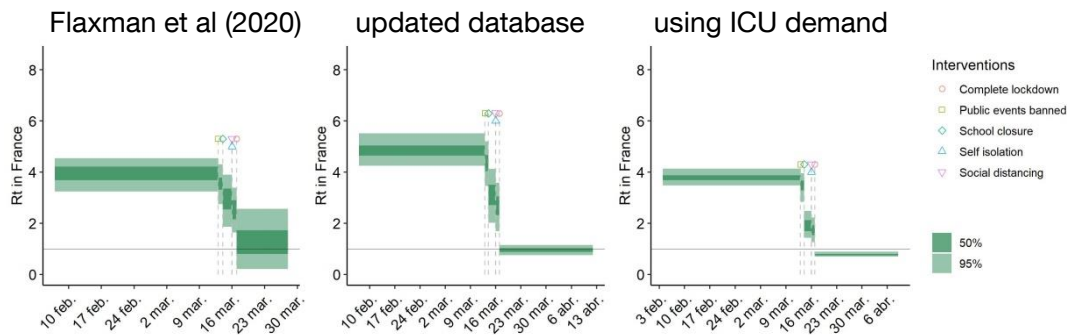 Flaxman et al (2020)
updated database
using ICU demand
Rt in France
8
6
4
2
0
10 feb.
17 feb.
24 feb.
2 mar.
9 mar.
16 mar.
23 mar.
30 mar.
Rt in France
8
6
4
2
0
10 feb.
17 feb.
24 feb.
2 mar.
9 mar.
16 mar.
23 mar.
30 mar.
6 abr.
13 abr.
Rt in France
8
6
4
2
0
3 feb.
10 feb.
17 feb.
24 feb.
2 mar.
9 mar.
16 mar.
23 mar.
30 mar.
6 abr.
Interventions
Complete lockdown
Public events banned
School closure
Self isolation
Social distancing
50%
95%